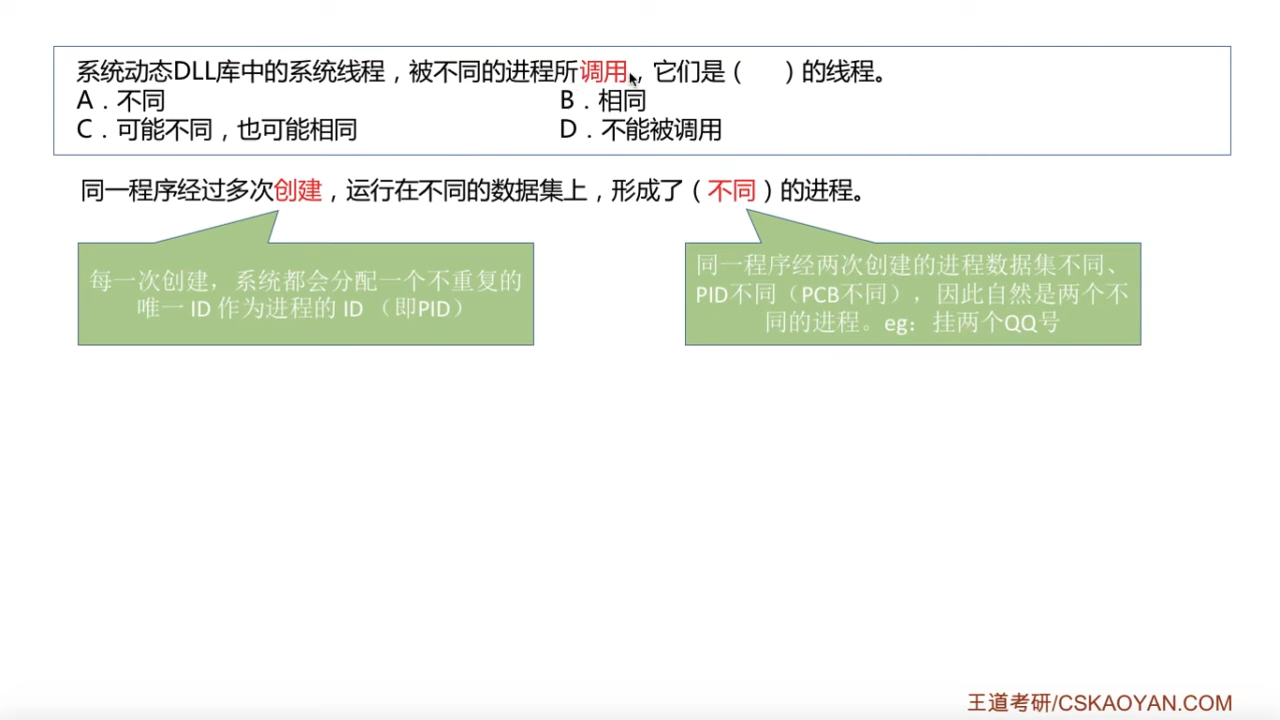 系统动态DLL库中的系统线程，被不同的进程所调用，它们是（　　）的线程。
A．不同　　B．相同
C．可能不同，也可能相同　　D．不能被调用
同一程序经过多次创建，运行在不同的数据集上，形成了（不同）的进程。
每一次创建，系统都会分配一个不重复的
唯一 ID 作为进程的 ID （即PID）
同一程序经两次创建的进程数据集不同、
PID不同（PCB不同），因此自然是两个不
同的进程。eg：挂两个QQ号
王道考研/CSKAOYAN.COM